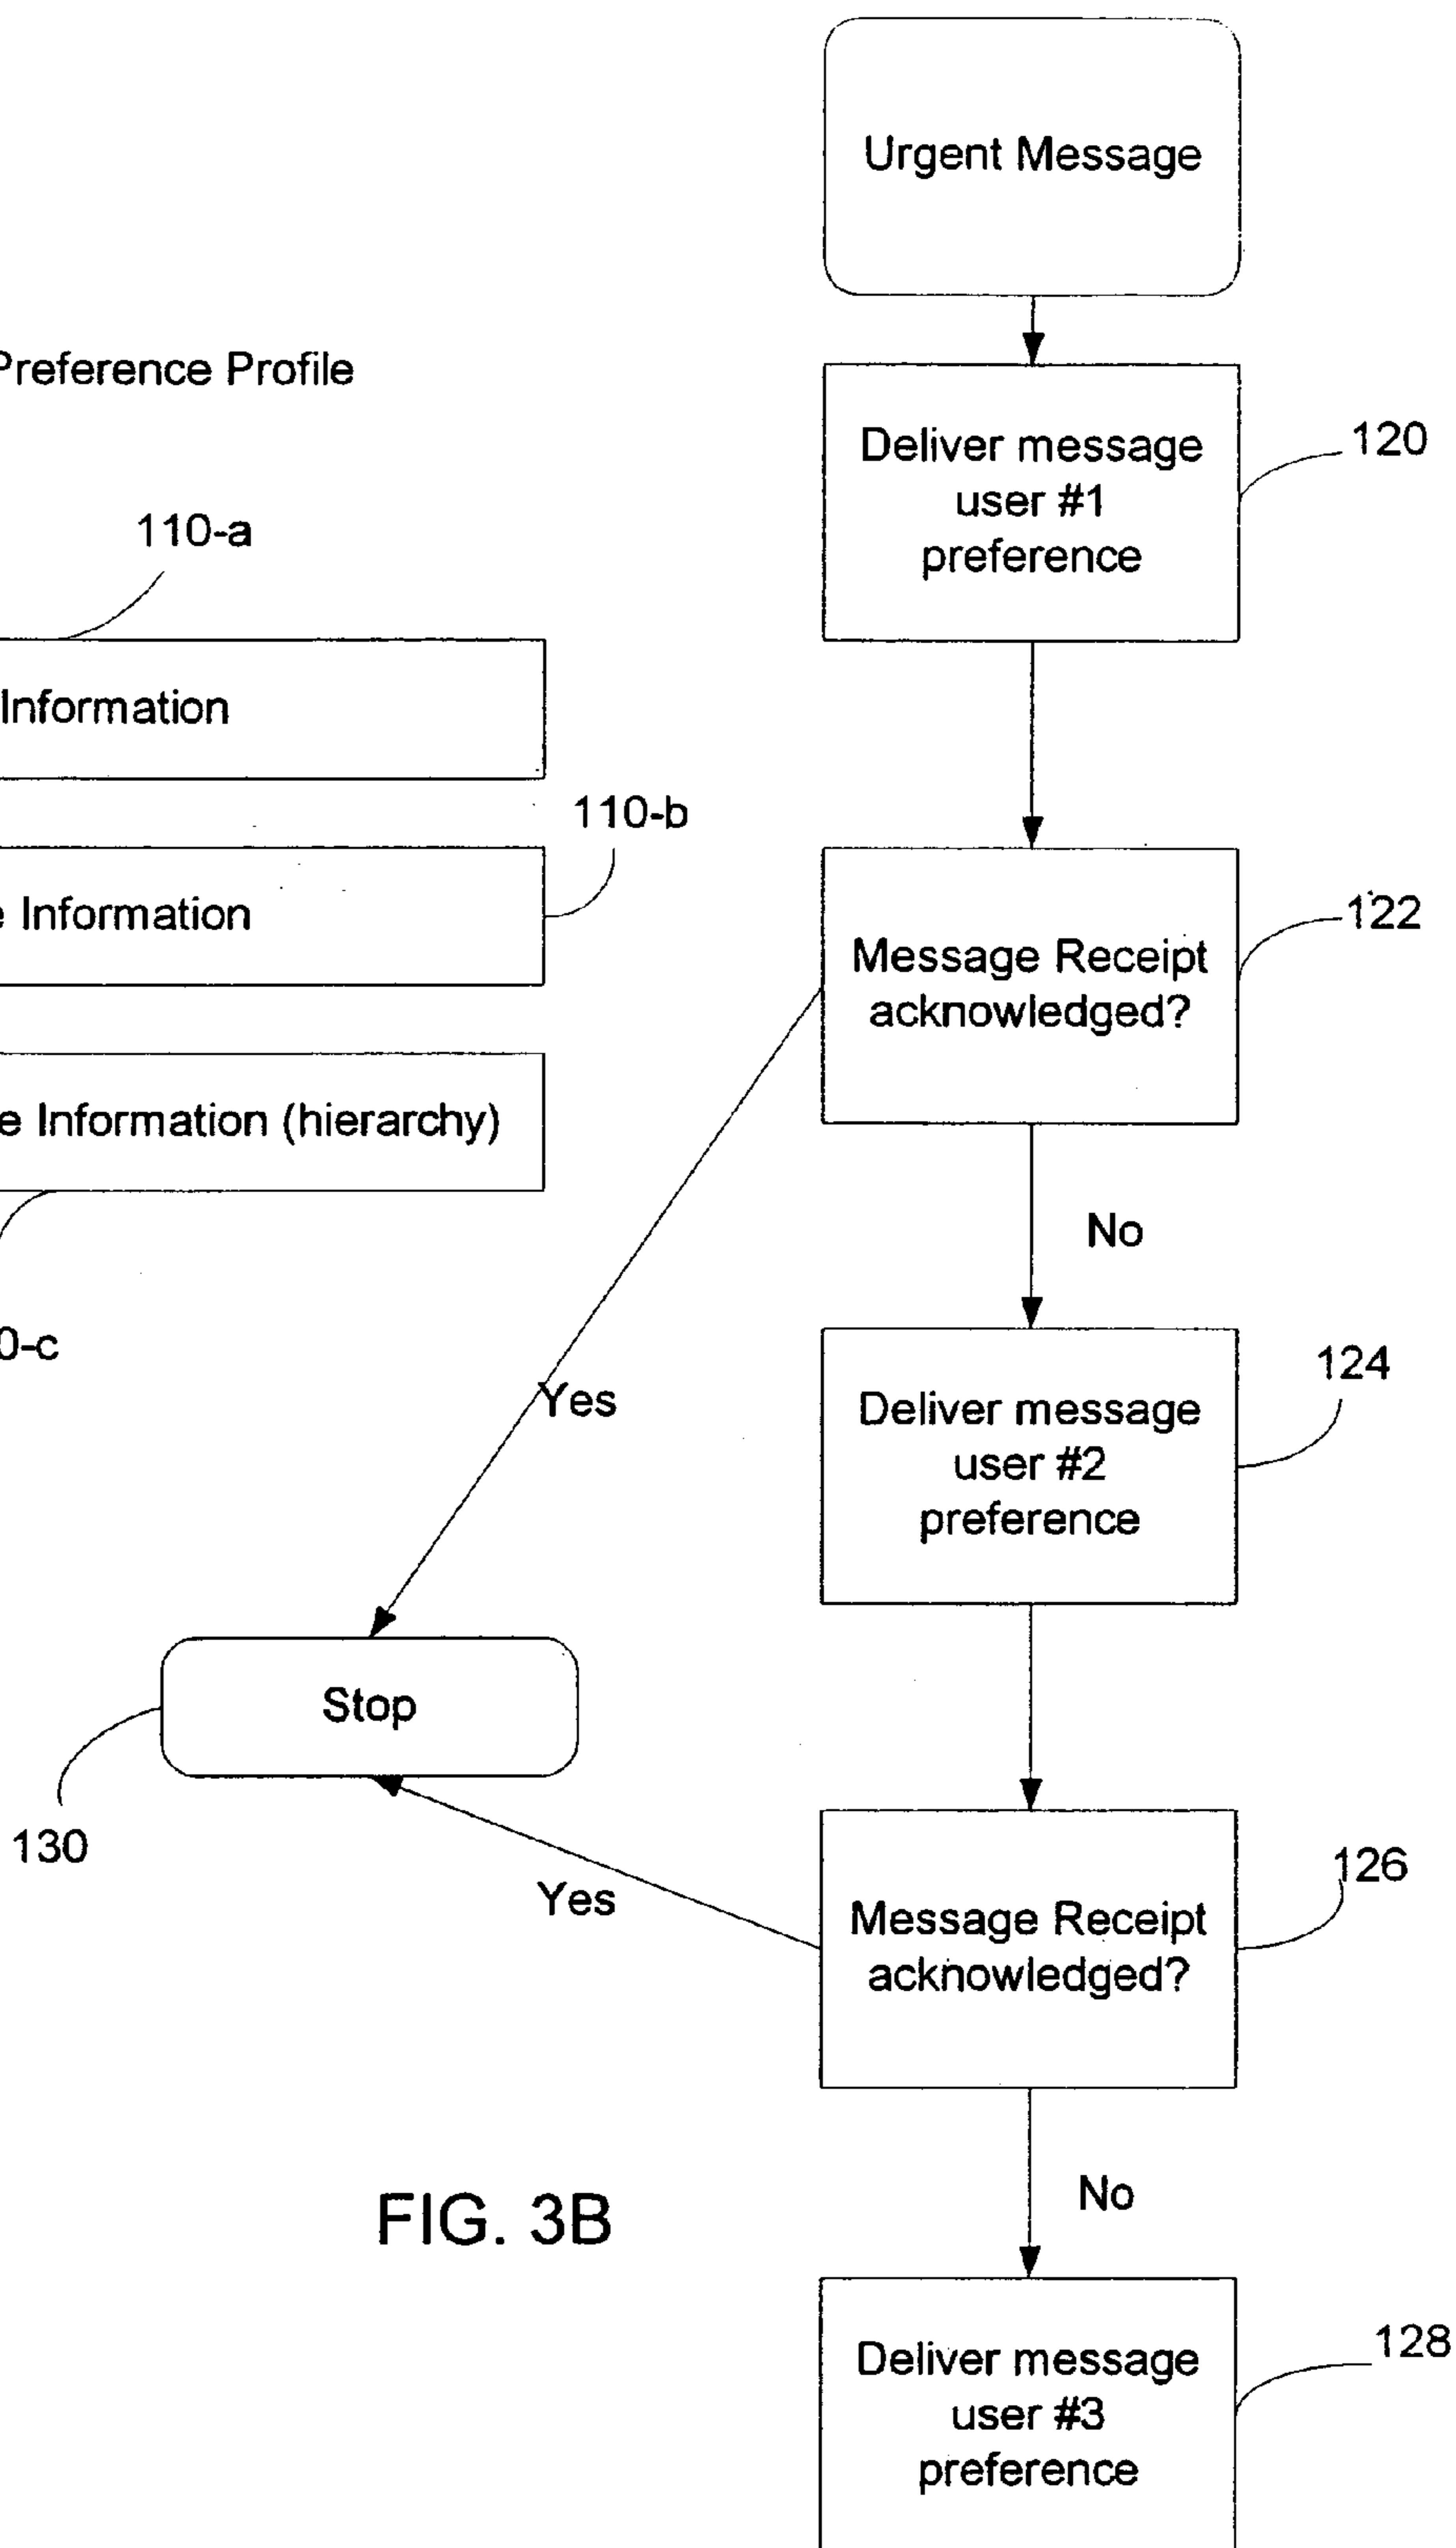 Urgent Message
Preference Profile
Deliver message
user #1
preference
120
110-a
Information
110-b
Information
122
Message Receipt
acknowledged?
Information (hierarchy)
No
0-c
124
Yes
Deliver message
user #2
preference
Stop
130
126
Yes
Message Receipt
acknowledged?
No
FIG. 3B
128
Deliver message
user #3
preference